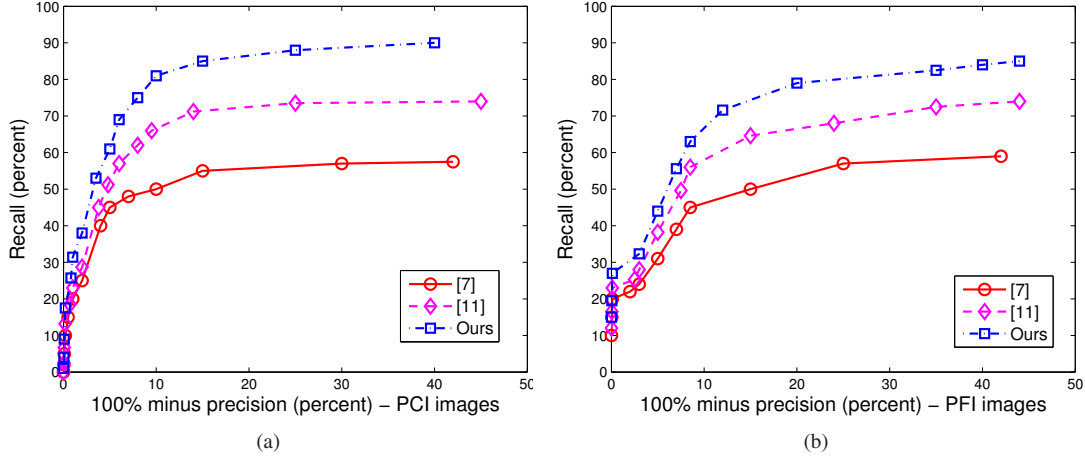 100
90
80
70
60
50
40
30
20
10
0
Recall (percent)
[7]
[11]
Ours
0 10 20 30 40 50
100% minus precision (percent) − PCI images
(a)
100
90
80
70
60
50
40
30
20
10
0
Recall (percent)
[7]
[11]
Ours
0 10 20 30 40 50
100% minus precision (percent) − PFI images
(b)